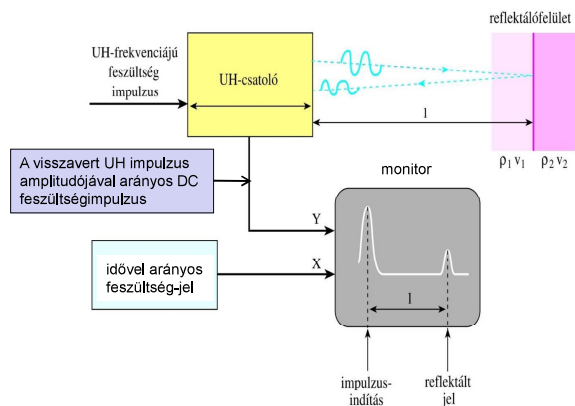 reflektálófelület
UH-frekvenciájú
feszültség
impulzus
UH-csatoló
l
ρ₁ v₁
ρ₂ v₂
A visszavert UH impulzus
amplitudójával arányos DC
feszültségimpulzus
monitor
Y
X
idővel arányos
feszültség-jel
l
impulzus-
indítás
reflektált
jel